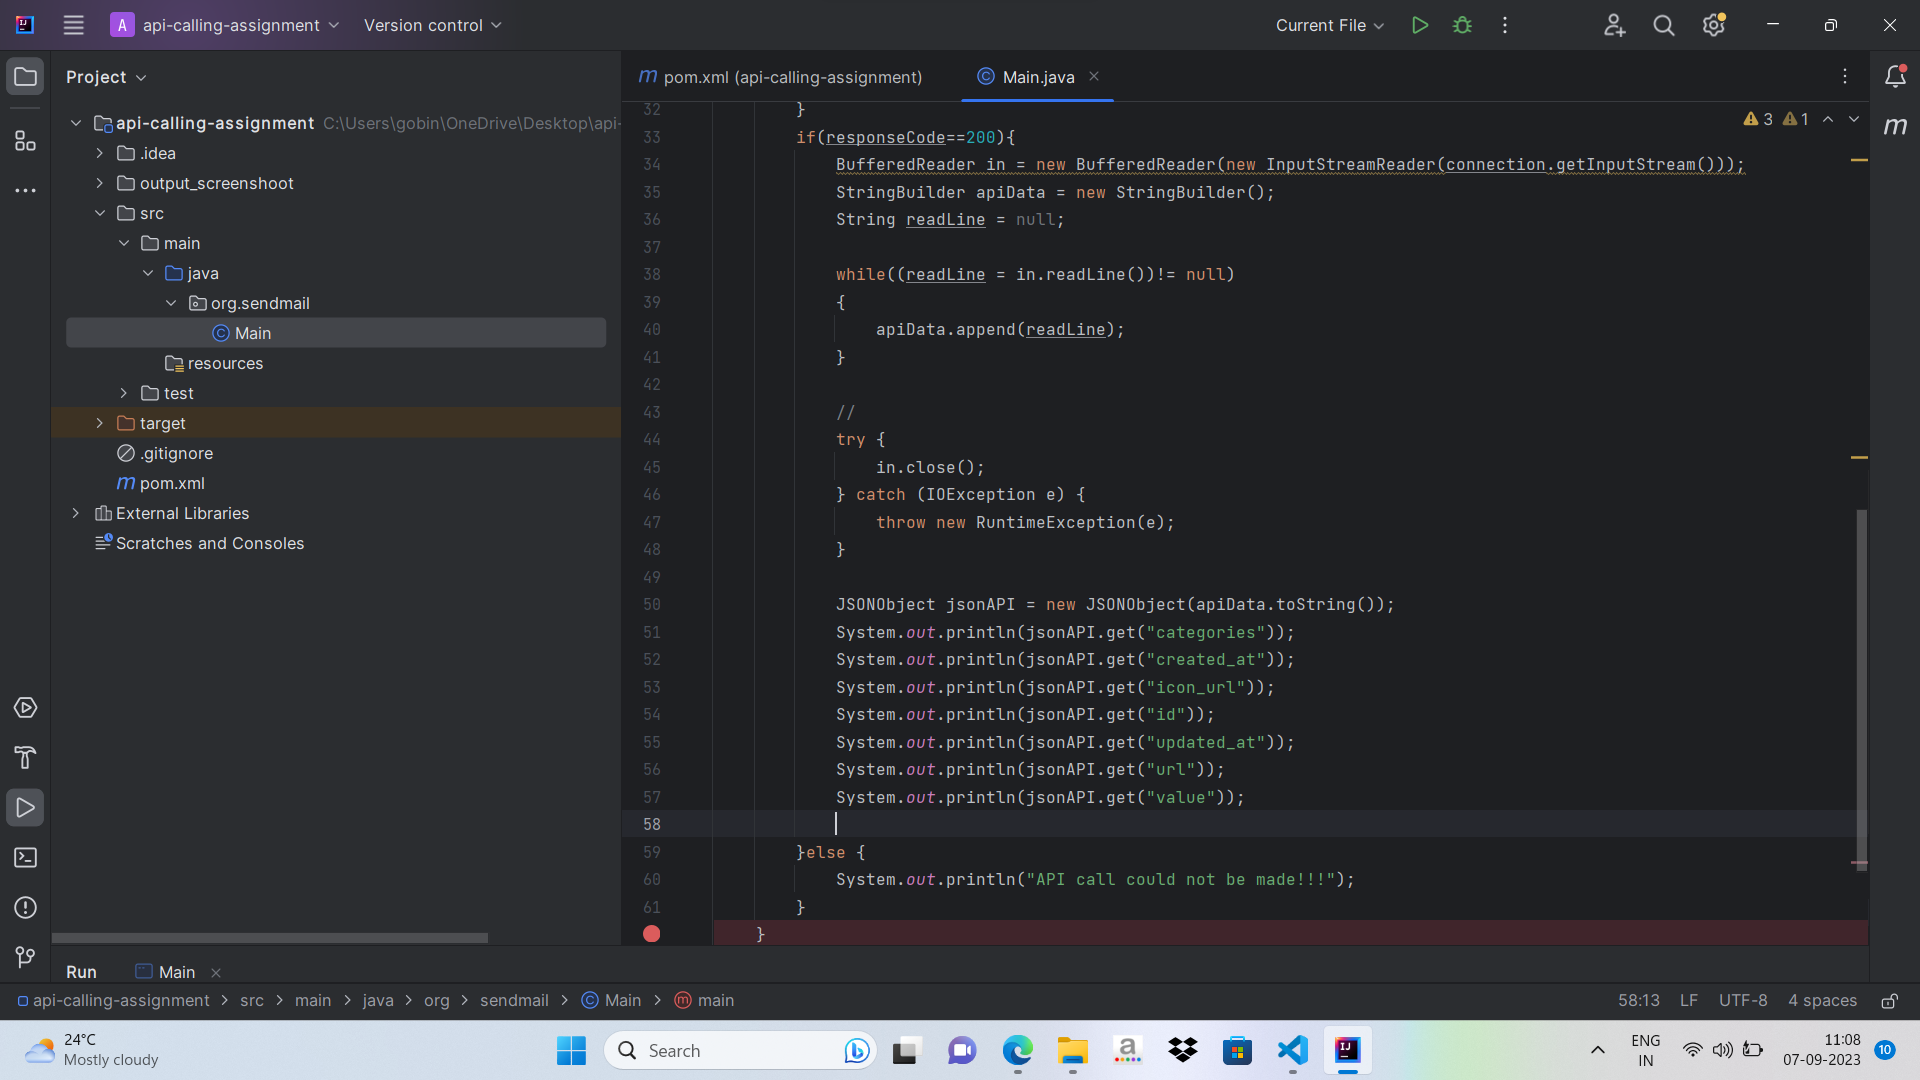 A api-calling-assignment Version control Current File
Project
api-calling-assignment C:\Users\gobin\OneDrive\Desktop\api-
.idea
output_screenshoot
src
main
java
org.sendmail
Main
resources
test
target
.gitignore
m pom.xml
External Libraries
Scratches and Consoles
m pom.xml (api-calling-assignment) Main.java
3 1
m
32 }
33 if(responseCode==200){
34 BufferedReader in = new BufferedReader(new InputStreamReader(connection.getInputStream()));
35 StringBuilder apiData = new StringBuilder();
36 String readLine = null;
37
38 while((readLine = in.readLine())!= null)
39 {
40 apiData.append(readLine);
41 }
42
43 //
44 try {
45 in.close();
46 } catch (IOException e) {
47 throw new RuntimeException(e);
48 }
49
50 JSONObject jsonAPI = new JSONObject(apiData.toString());
51 System.out.println(jsonAPI.get("categories"));
52 System.out.println(jsonAPI.get("created_at"));
53 System.out.println(jsonAPI.get("icon_url"));
54 System.out.println(jsonAPI.get("id"));
55 System.out.println(jsonAPI.get("updated_at"));
56 System.out.println(jsonAPI.get("url"));
57 System.out.println(jsonAPI.get("value"));
58
59 }else {
60 System.out.println("API call could not be made!!!");
61 }
}
Run Main
api-calling-assignment > src > main > java > org > sendmail > Main > m main 58:13 LF UTF-8 4 spaces
24°C
Mostly cloudy
Search
ENG
IN
11:08
07-09-2023
10